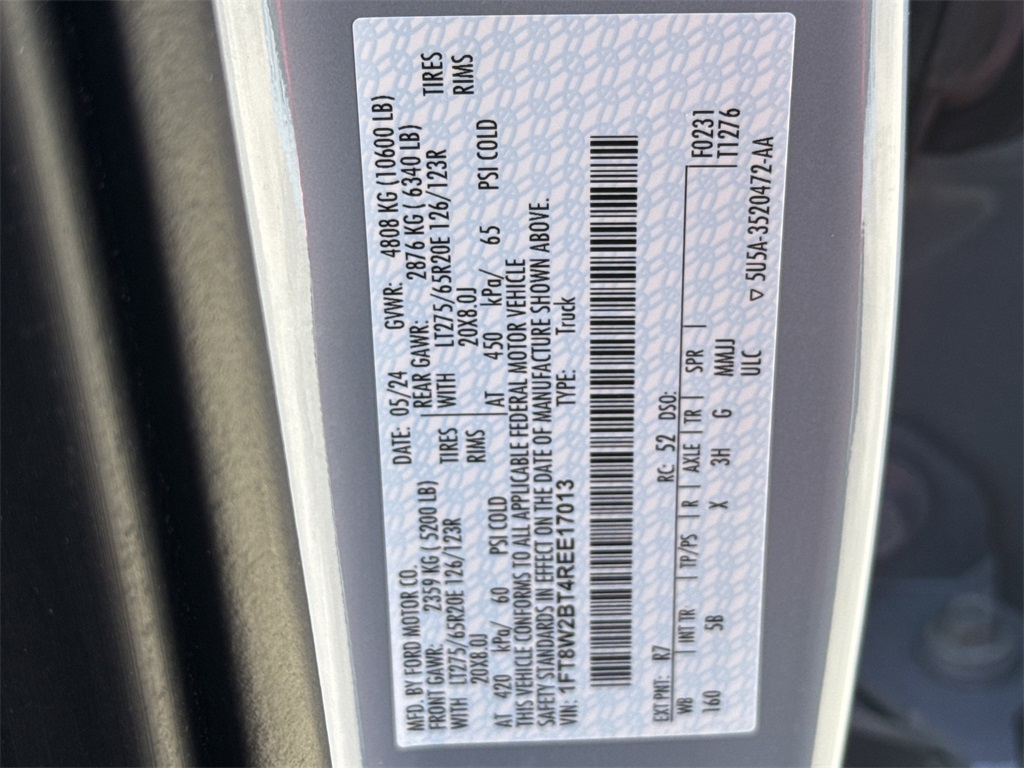 MFD. BY FORD MOTOR CO. DATE: 05/24 GVWR: 4808 KG (10600 LB)
FRONT GAWR: 2359 KG ( 5200 LB) REAR GAWR: 2876 KG ( 6340 LB)
WITH LT275/65R20E 126/123R TIRES WITH LT275/65R20E 126/123R TIRES
20X8.0J RIMS 20X8.0J RIMS
AT 420 kPa/ 60 PSI COLD AT 450 kPa/ 65 PSI COLD
THIS VEHICLE CONFORMS TO ALL APPLICABLE FEDERAL MOTOR VEHICLE
SAFETY STANDARDS IN EFFECT ON THE DATE OF MANUFACTURE SHOWN ABOVE.
VIN: 1FT8W2BT4REE17013 TYPE: Truck
EXT PNT: R7 RC: 52 DSO:
WB INT TR TP/PS R AXLE TR SPR F0231
160 5B X 3H G MMJJ T1276
ULC
▽ 5U5A-3520472-AA